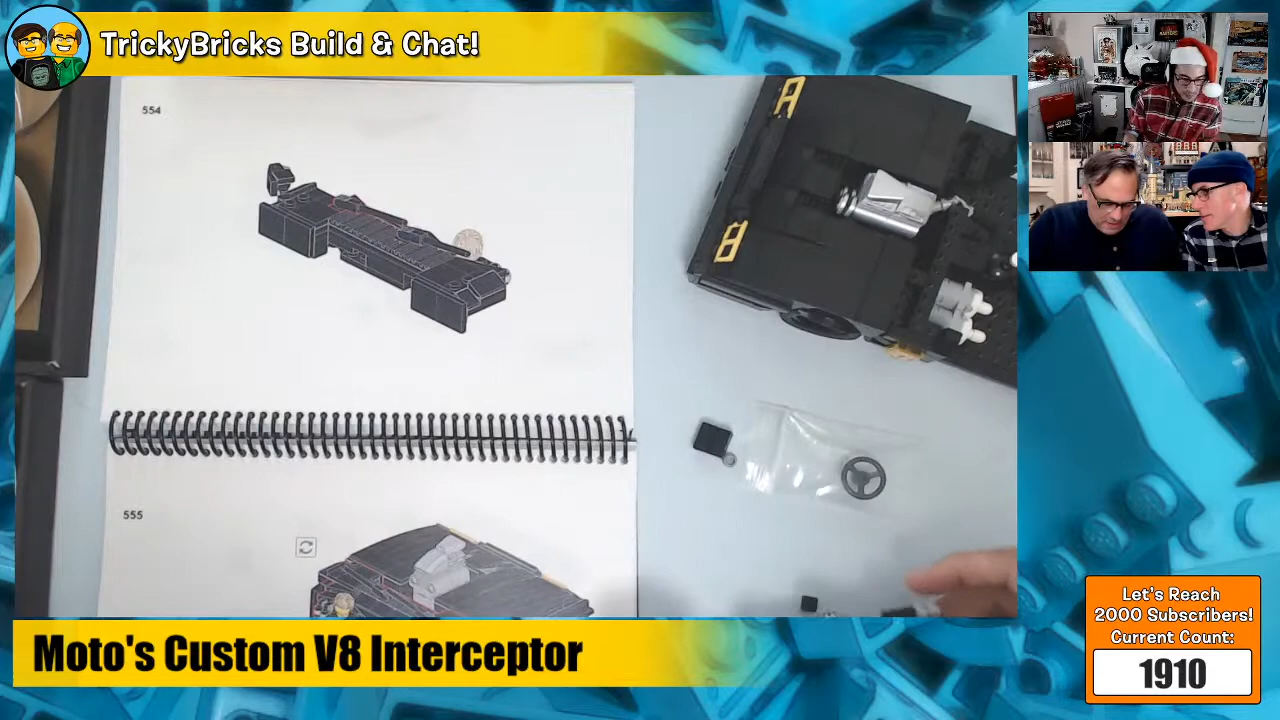 TrickyBricks Build & Chat!
554
555
Moto's Custom V8 Interceptor
Let's Reach
2000 Subscribers!
Current Count:
1910